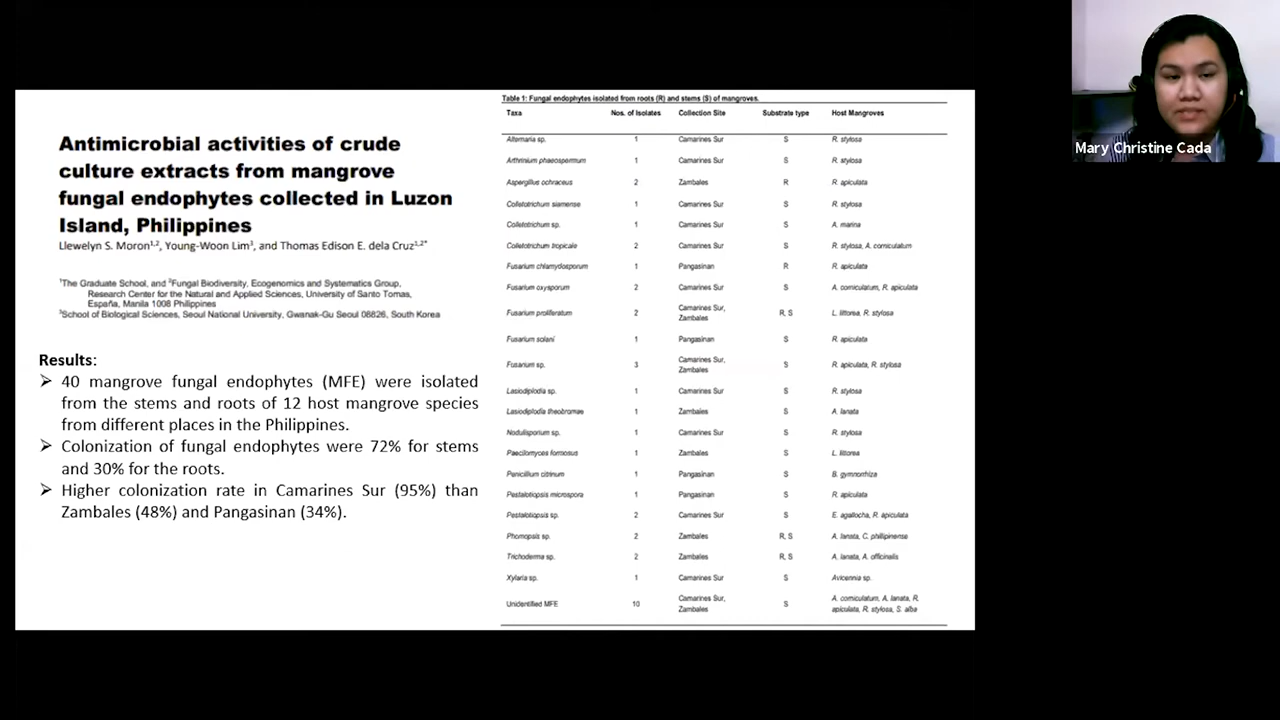 Antimicrobial activities of crude
culture extracts from mangrove
fungal endophytes collected in Luzon
Island, Philippines
Llewelyn S. Moron1,2, Young-Woon Lim3, and Thomas Edison E. dela Cruz1,2*
1The Graduate School, and 2Fungal Biodiversity, Ecogenomics and Systematics Group,
Research Center for the Natural and Applied Sciences, University of Santo Tomas,
España, Manila 1008 Philippines
3School of Biological Sciences, Seoul National University, Gwanak-Gu Seoul 08826, South Korea
Results:
➢ 40 mangrove fungal endophytes (MFE) were isolated
from the stems and roots of 12 host mangrove species
from different places in the Philippines.
➢ Colonization of fungal endophytes were 72% for stems
and 30% for the roots.
➢ Higher colonization rate in Camarines Sur (95%) than
Zambales (48%) and Pangasinan (34%).
Table 1: Fungal endophytes isolated from roots (R) and stems (S) of mangroves.
Taxa Nos. of Isolates Collection Site Substrate type Host Mangroves
Alternaria sp. 1 Camarines Sur S R. stylosa
Arthrinium phaeospermum 1 Camarines Sur S R. stylosa
Aspergillus ochraceus 2 Zambales R R. apiculata
Colletotrichum siamense 1 Camarines Sur S R. stylosa
Colletotrichum sp. 1 Camarines Sur S A. marina
Colletotrichum tropicale 2 Camarines Sur S R. stylosa, A. corniculatum
Fusarium chlamydosporum 1 Pangasinan R R. apiculata
Fusarium oxysporum 2 Camarines Sur S A. corniculatum, R. apiculata
Fusarium proliferatum 2 Camarines Sur, R, S L. littorea, R. stylosa
Zambales
Fusarium solani 1 Pangasinan S R. apiculata
Fusarium sp. 3 Camarines Sur, S R. apiculata, R. stylosa
Zambales
Lasiodiplodia sp. 1 Camarines Sur S R. stylosa
Lasiodiplodia theobromae 1 Zambales S A. lanata
Nodulisporium sp. 1 Camarines Sur S R. stylosa
Paecilomyces formosus 1 Zambales S L. littorea
Penicillium citrinum 1 Pangasinan S B. gymnorrhiza
Pestalotiopsis microspora 1 Pangasinan S R. apiculata
Pestalotiopsis sp. 2 Camarines Sur S E. agallocha, R. apiculata
Phomopsis sp. 2 Zambales R, S A. lanata, C. phillipinense
Trichoderma sp. 2 Zambales R, S A. lanata, A. officinalis
Xylaria sp. 1 Camarines Sur S Avicennia sp.
Unidentified MFE 10 Camarines Sur, S A. corniculatum, A. lanata, R.
Zambales apiculata, R. stylosa, S. alba
Mary Christine Cada